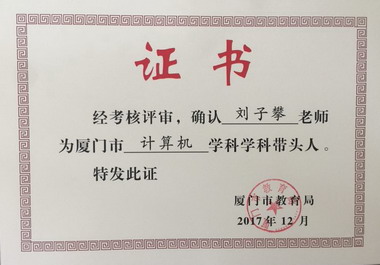 证书
经考核评审，确认 刘子攀 老师
为厦门市 计算机 学科学科带头人。
特发此证
厦门市教育局
2017年12月